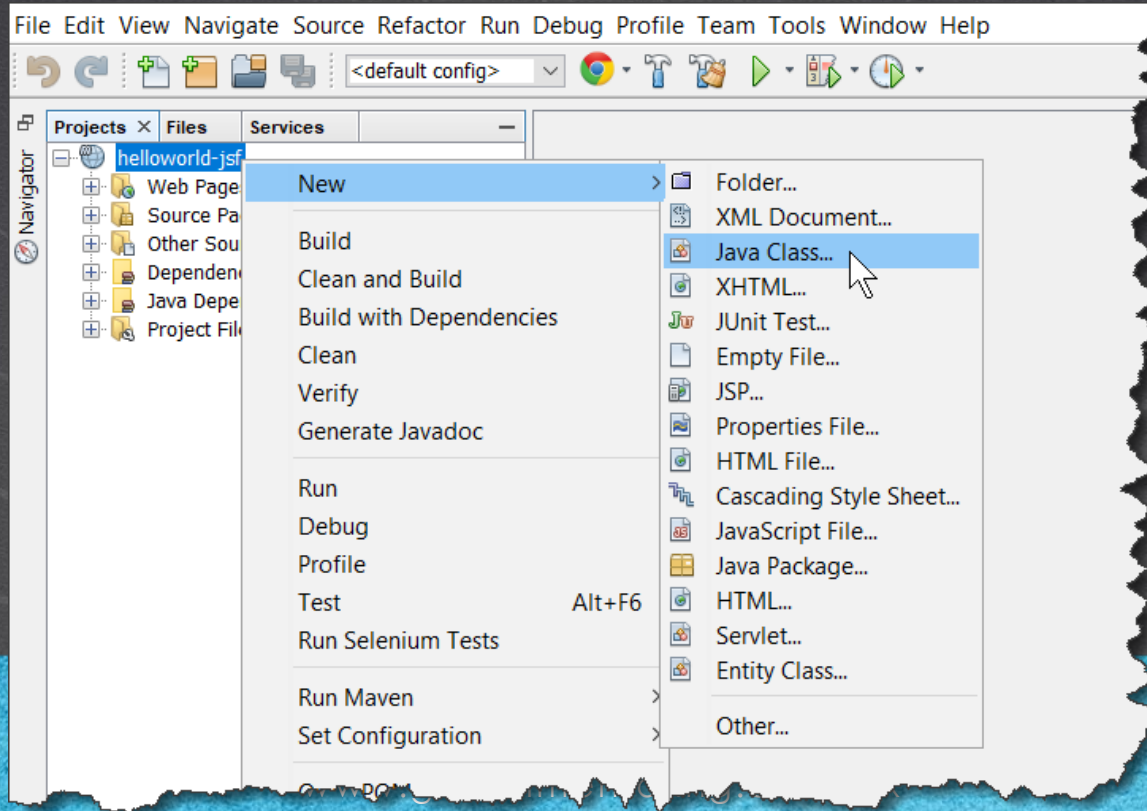 File Edit View Navigate Source Refactor Run Debug Profile Team Tools Window Help
<default config>
Projects Files Services
Navigator
helloworld-jsf
Web Page
Source Pa
Other Sou
Dependen
Java Depe
Project File
New
Build
Clean and Build
Build with Dependencies
Clean
Verify
Generate Javadoc
Run
Debug
Profile
Test Alt+F6
Run Selenium Tests
Run Maven
Set Configuration
Folder...
XML Document...
Java Class...
XHTML...
JUnit Test...
Empty File...
JSP...
Properties File...
HTML File...
Cascading Style Sheet...
JavaScript File...
Java Package...
HTML...
Servlet...
Entity Class...
Other...